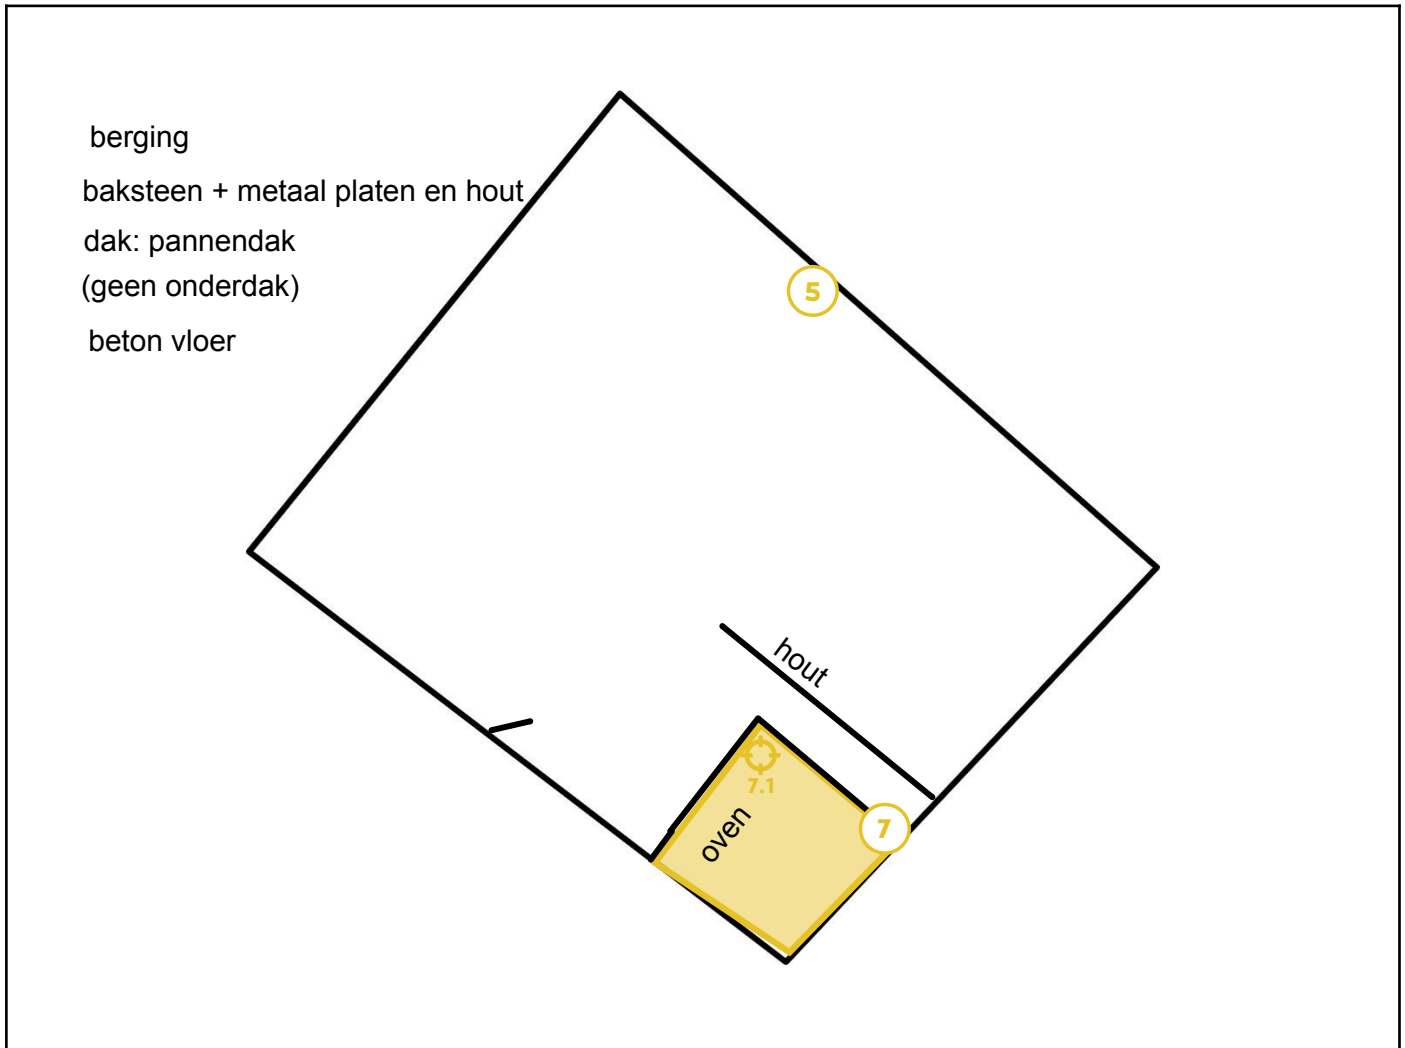 berging
baksteen + metaal platen en hout
dak: pannendak
(geen onderdak)
beton vloer
5
hout
7.1
oven
7